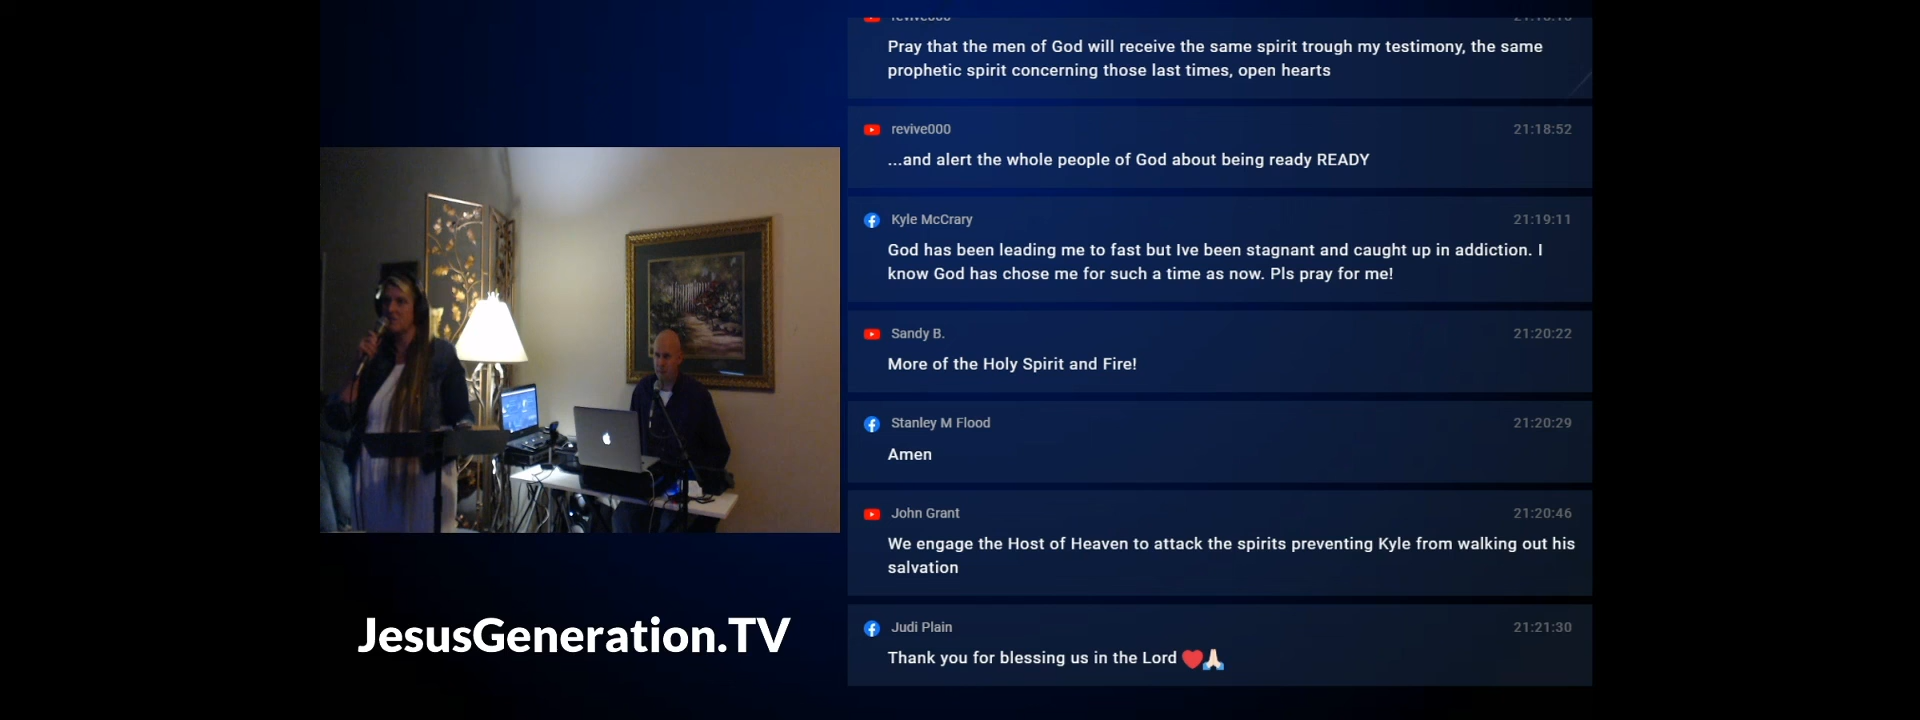 Pray that the men of God will receive the same spirit trough my testimony, the same
prophetic spirit concerning those last times, open hearts
revive000
21:18:52
...and alert the whole people of God about being ready READY
Kyle McCrary
21:19:11
God has been leading me to fast but Ive been stagnant and caught up in addiction. I
know God has chose me for such a time as now. Pls pray for me!
Sandy B.
21:20:22
More of the Holy Spirit and Fire!
Stanley M Flood
21:20:29
Amen
John Grant
21:20:46
We engage the Host of Heaven to attack the spirits preventing Kyle from walking out his
salvation
Judi Plain
21:21:30
Thank you for blessing us in the Lord ❤️🙏🏻
JesusGeneration.TV